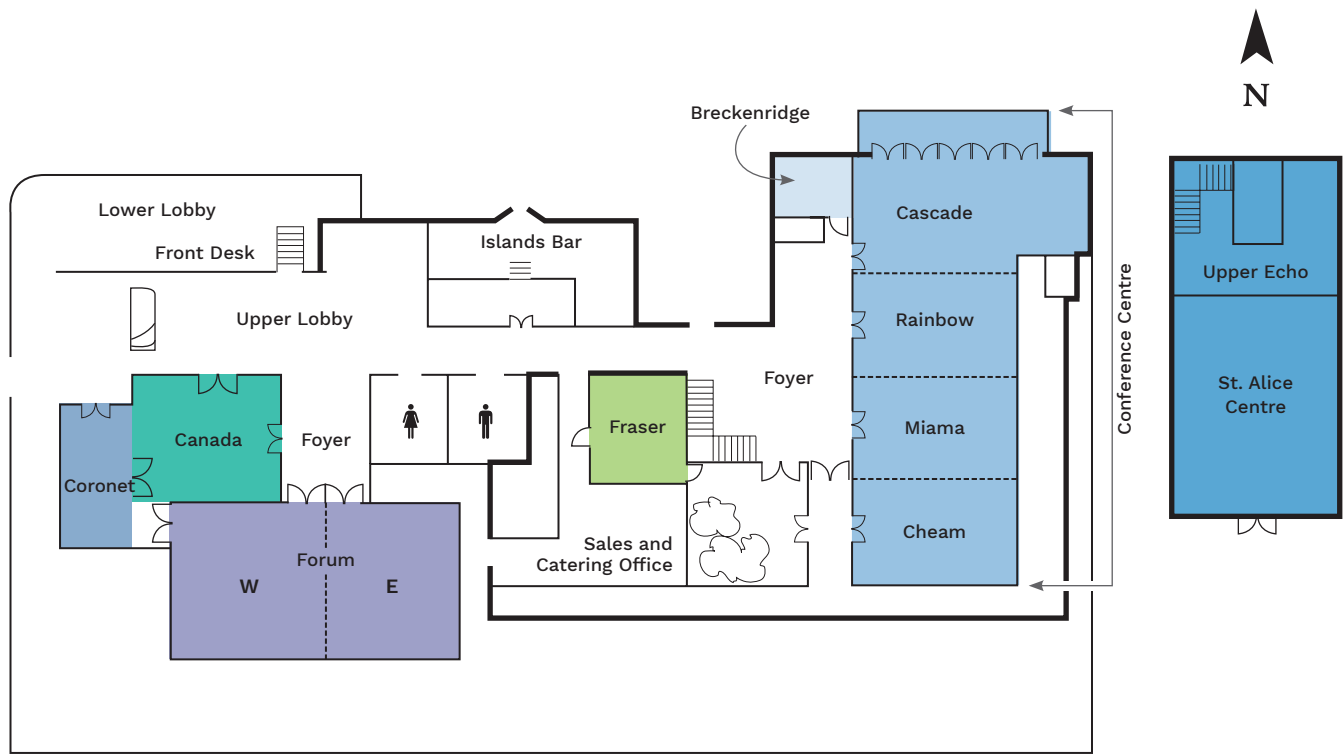 N
Breckenridge
Lower Lobby
Front Desk
Islands Bar
Upper Lobby
Cascade
Rainbow
Miama
Cheam
Conference Centre
Upper Echo
St. Alice
Centre
Foyer
Fraser
Canada
Foyer
Coronet
Forum
W
E
Sales and
Catering Office